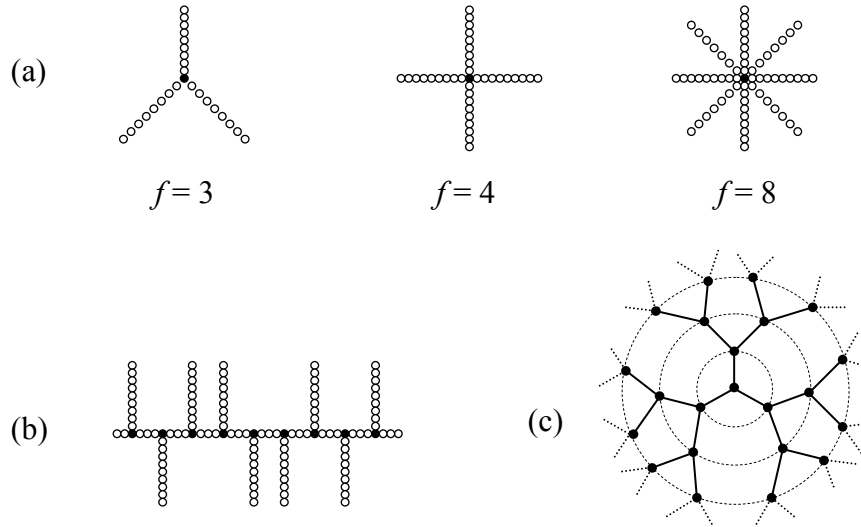 (a)
f = 3
f = 4
f = 8
(b)
(c)